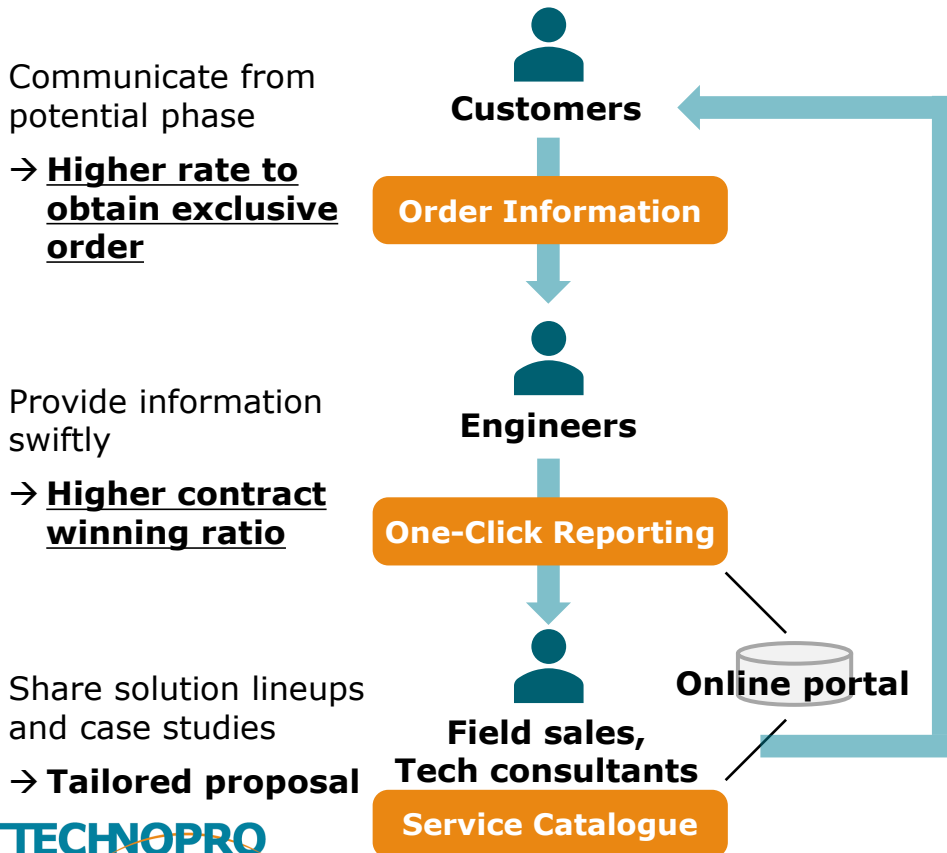 Communicate from
potential phase
→ Higher rate to
obtain exclusive
order
Customers
Order Information
Provide information
swiftly
→ Higher contract
winning ratio
Engineers
One-Click Reporting
Share solution lineups
and case studies
→ Tailored proposal
Field sales,
Tech consultants
Service Catalogue
Online portal
TECHNOPRO